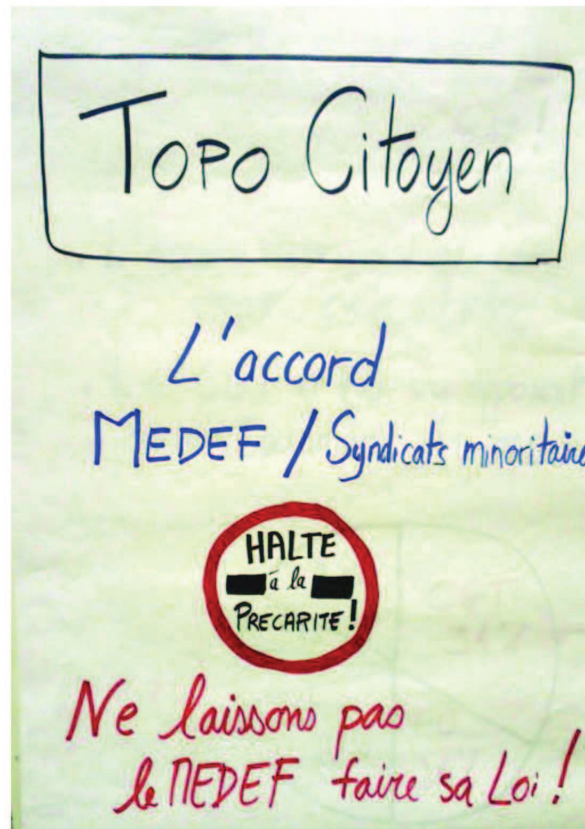 Topo Citoyen
L'accord
MEDEF / Syndicats minoritaire
HALTE
à la
PRECARITE !
Ne laissons pas
le MEDEF faire sa Loi !